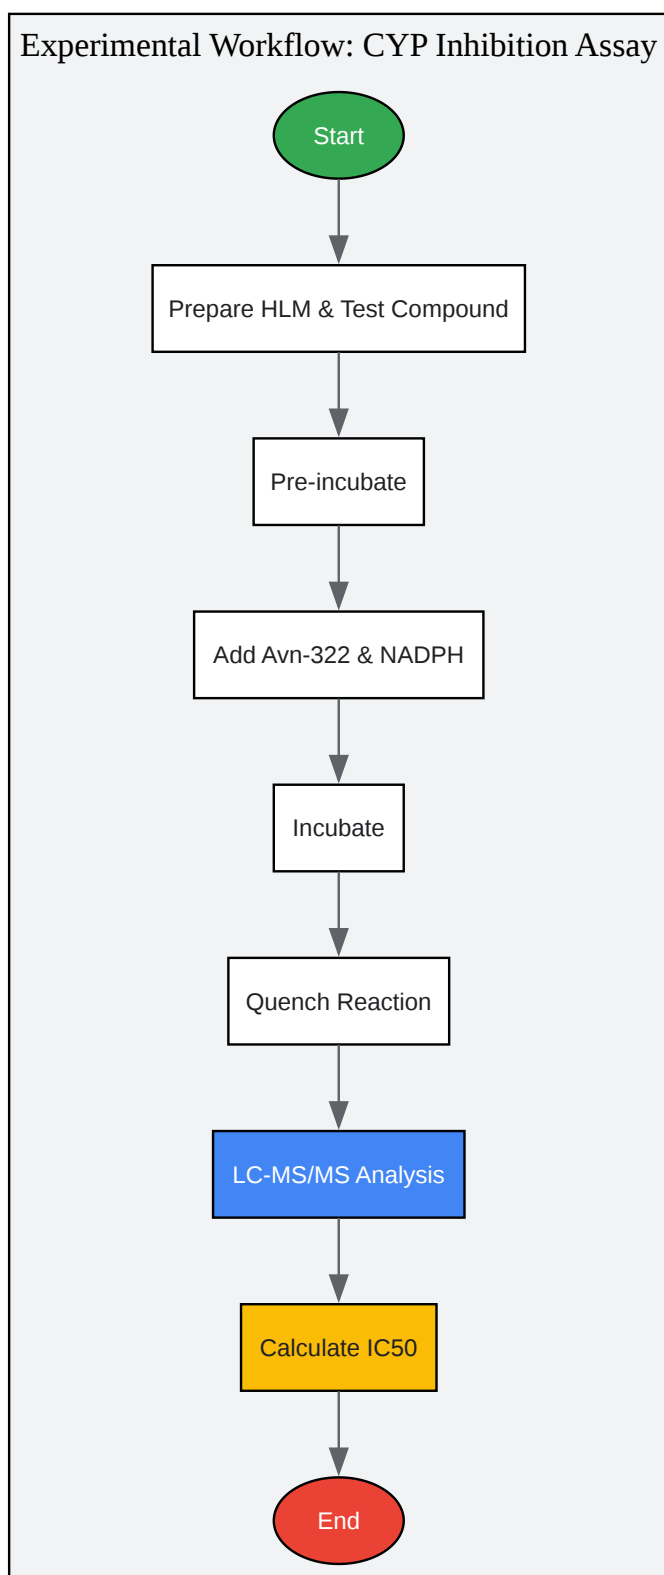 Experimental Workflow: CYP Inhibition Assay
Start
Prepare HLM & Test Compound
Pre-incubate
Add Avn-322 & NADPH
Incubate
Quench Reaction
LC-MS/MS Analysis
Calculate IC50
End